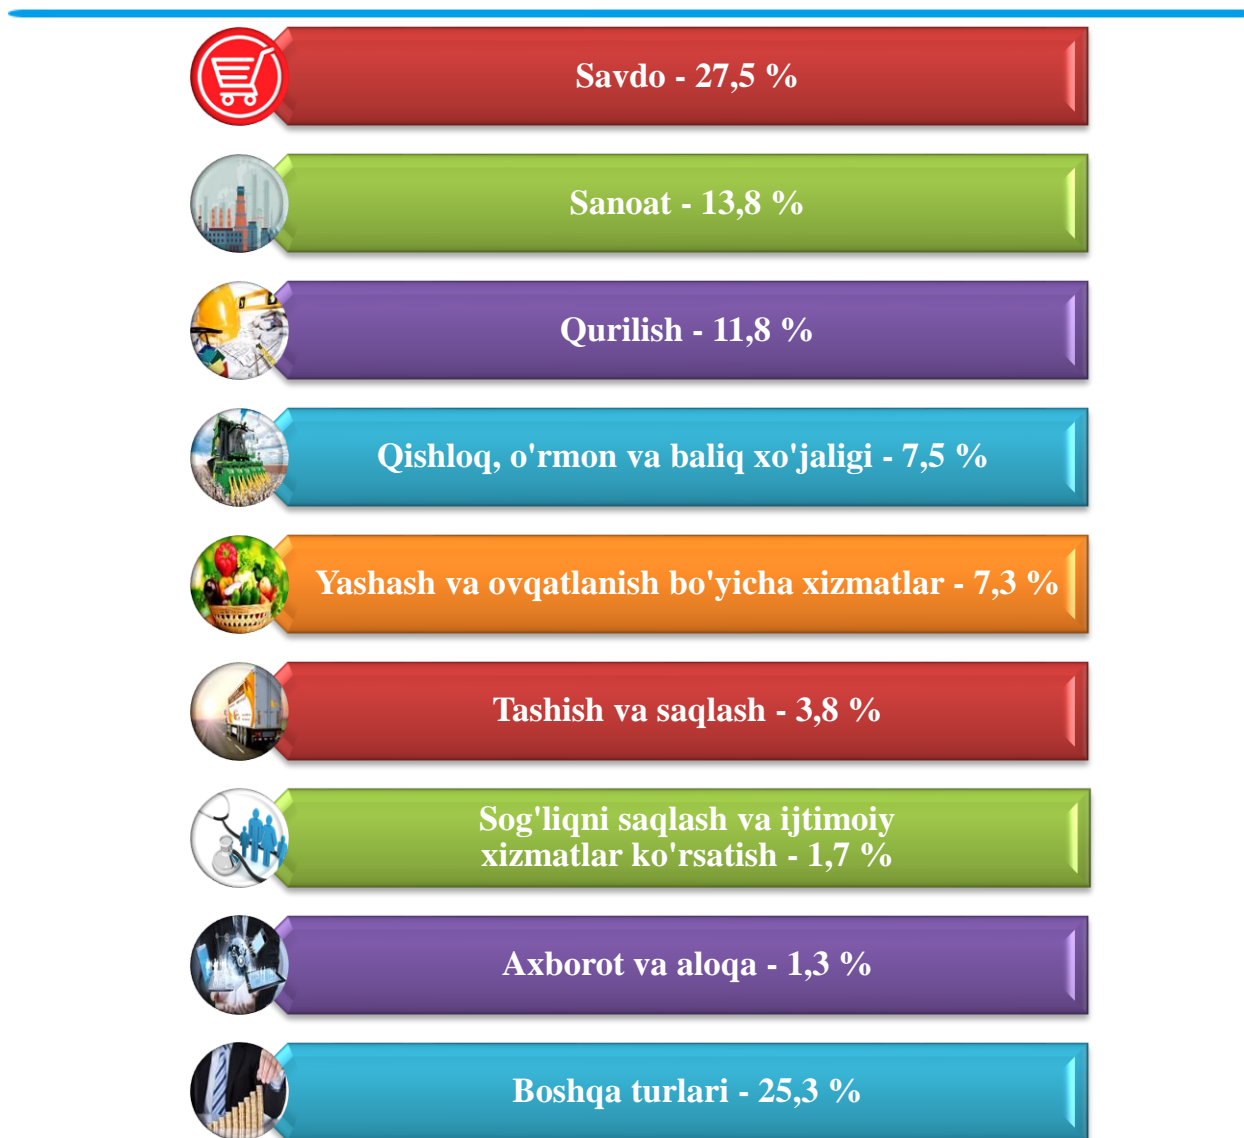 Savdo - 27,5 %
Sanoat - 13,8 %
Qurilish - 11,8 %
Qishloq, o'rmon va baliq xo'jaligi - 7,5 %
Yashash va ovqatlanish bo'yicha xizmatlar - 7,3 %
Tashish va saqlash - 3,8 %
Sog'liqni saqlash va ijtimoiy
xizmatlar ko'rsatish - 1,7 %
Axborot va aloqa - 1,3 %
Boshqa turlari - 25,3 %